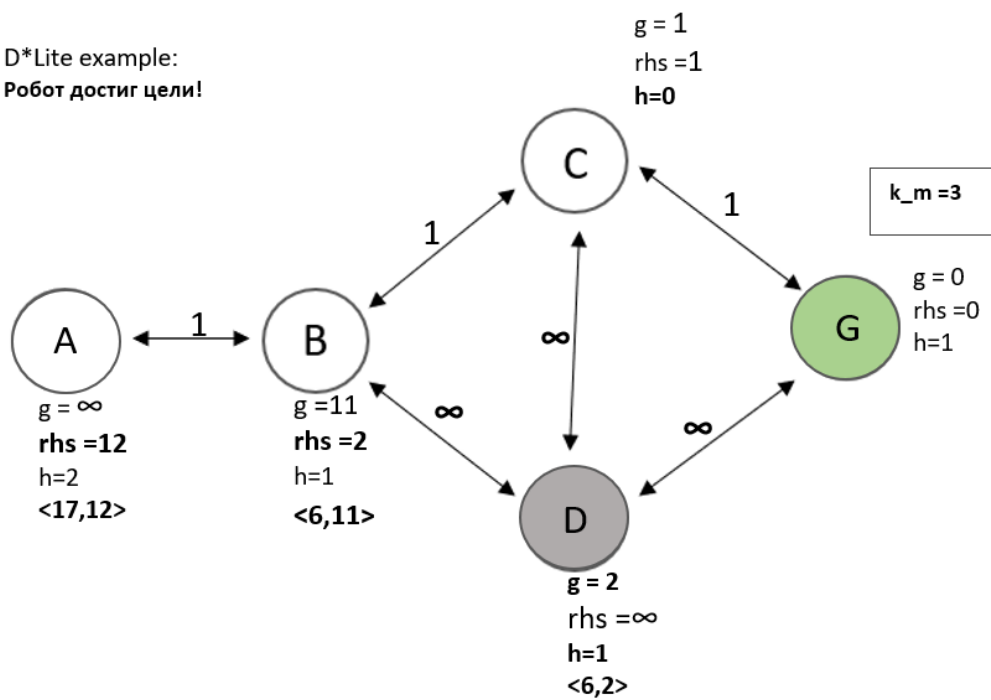 D*Lite example:
Робот достиг цели!
g = 1
rhs =1
h=0
C
k_m =3
1
1
g = 0
rhs =0
h=1
A
1
B
∞
G
g = ∞
rhs =12
h=2
<17,12>
g =11
rhs =2
h=1
<6,11>
∞
∞
D
g = 2
rhs =∞
h=1
<6,2>